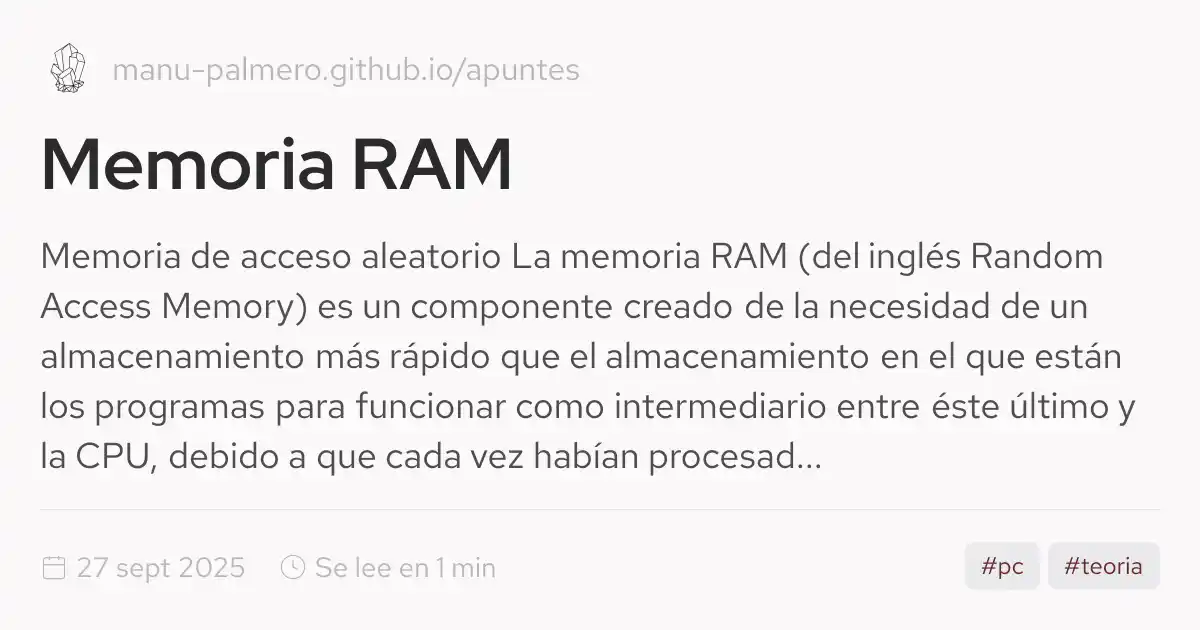 manu-palmero.github.io/apuntes
Memoria RAM
Memoria de acceso aleatorio La memoria RAM (del inglés Random
Access Memory) es un componente creado de la necesidad de un
almacenamiento más rápido que el almacenamiento en el que están
los programas para funcionar como intermediario entre éste último y
la CPU, debido a que cada vez habían procesad...
27 sept 2025 Se lee en 1 min #pc #teoria